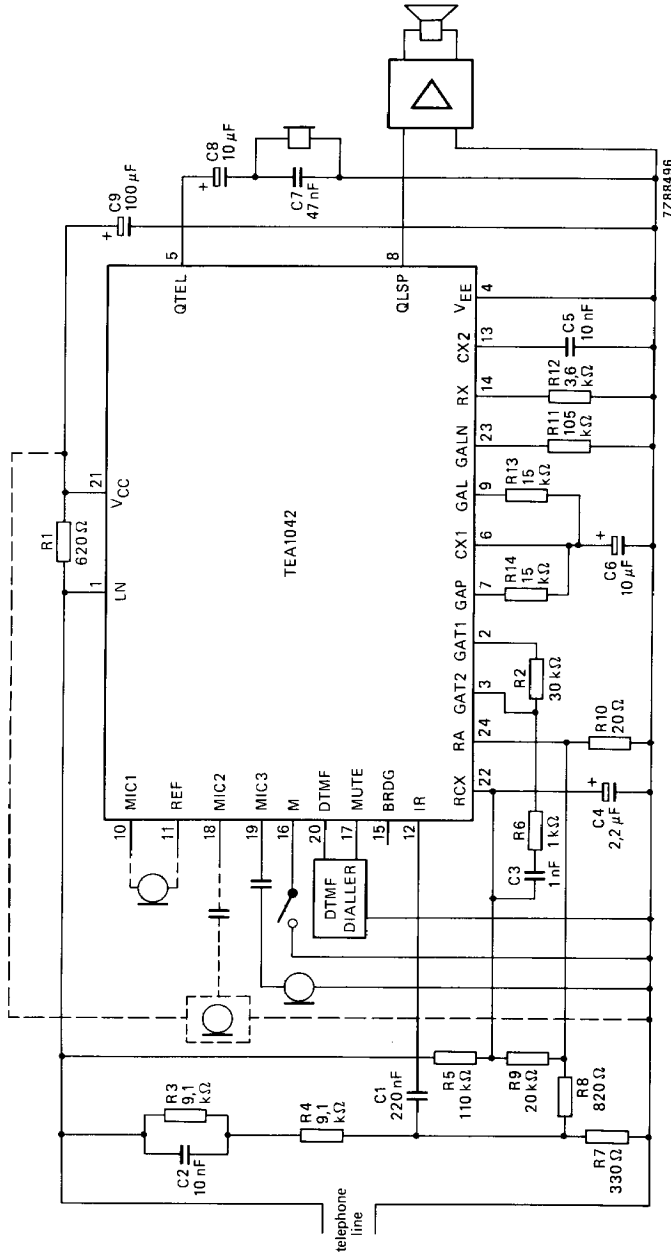 telephone
line
C2
10 nF
R3
9,1
kΩ
R4
9,1
kΩ
C1
220 nF
R5
110 kΩ
R9
20 kΩ
R8
820 Ω
R7
330 Ω
10
MIC1
11
REF
18
MIC2
19
MIC3
16
M
20
DTMF
17
MUTE
15
BRDG
12
IR
DTMF
DIALLER
R1
620 Ω
1
LN
21
VCC
TEA1042
C9
+
100 µF
5
QTEL
+
C8
10 µF
C7
47 nF
8
QLSP
RCX
22
RA
24
GAT2
3
GAT1
2
GAP
7
CX1
6
GAL
9
GALN
23
RX
14
CX2
13
VEE
4
R6
1 kΩ
C3
1 nF
R2
30 kΩ
C4
+
2,2 µF
R10
20 Ω
R14
15
kΩ
R13
15
kΩ
C6
+
10 µF
R11
105
kΩ
R12
3,6
kΩ
C5
10 nF
7Z88496